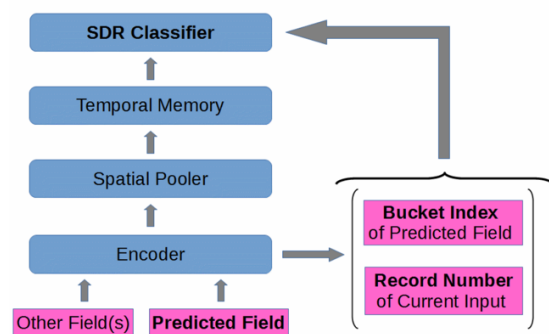 SDR Classifier
Temporal Memory
Spatial Pooler
Encoder
Other Field(s)
Predicted Field
Bucket Index
of Predicted Field
Record Number
of Current Input